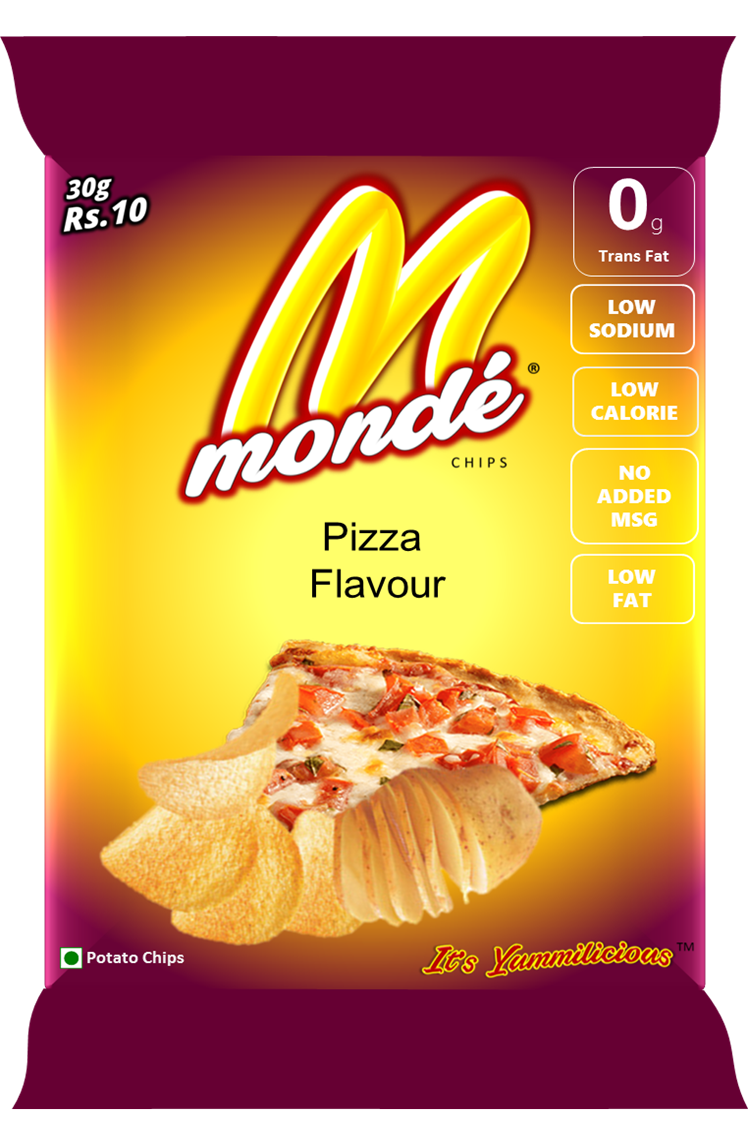 30g
Rs.10
M
mondé ®
CHIPS
Pizza
Flavour
0g
Trans Fat
LOW
SODIUM
LOW
CALORIE
NO
ADDED
MSG
LOW
FAT
Potato Chips
It's Yummilicious™